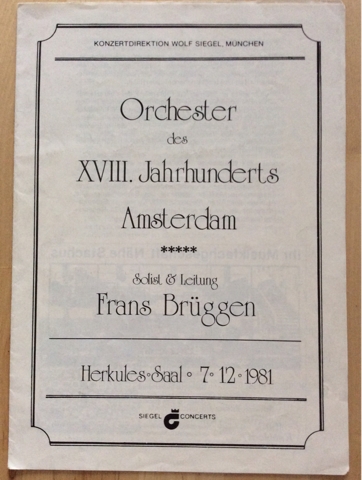 KONZERTDIREKTION WOLF SIEGEL, MÜNCHEN
Orchester
des
XVIII. Jahrhunderts
Amsterdam
*****
Solist & Leitung
Frans Brüggen
Herkules-Saal • 7•12•1981
SIEGEL CONCERTS